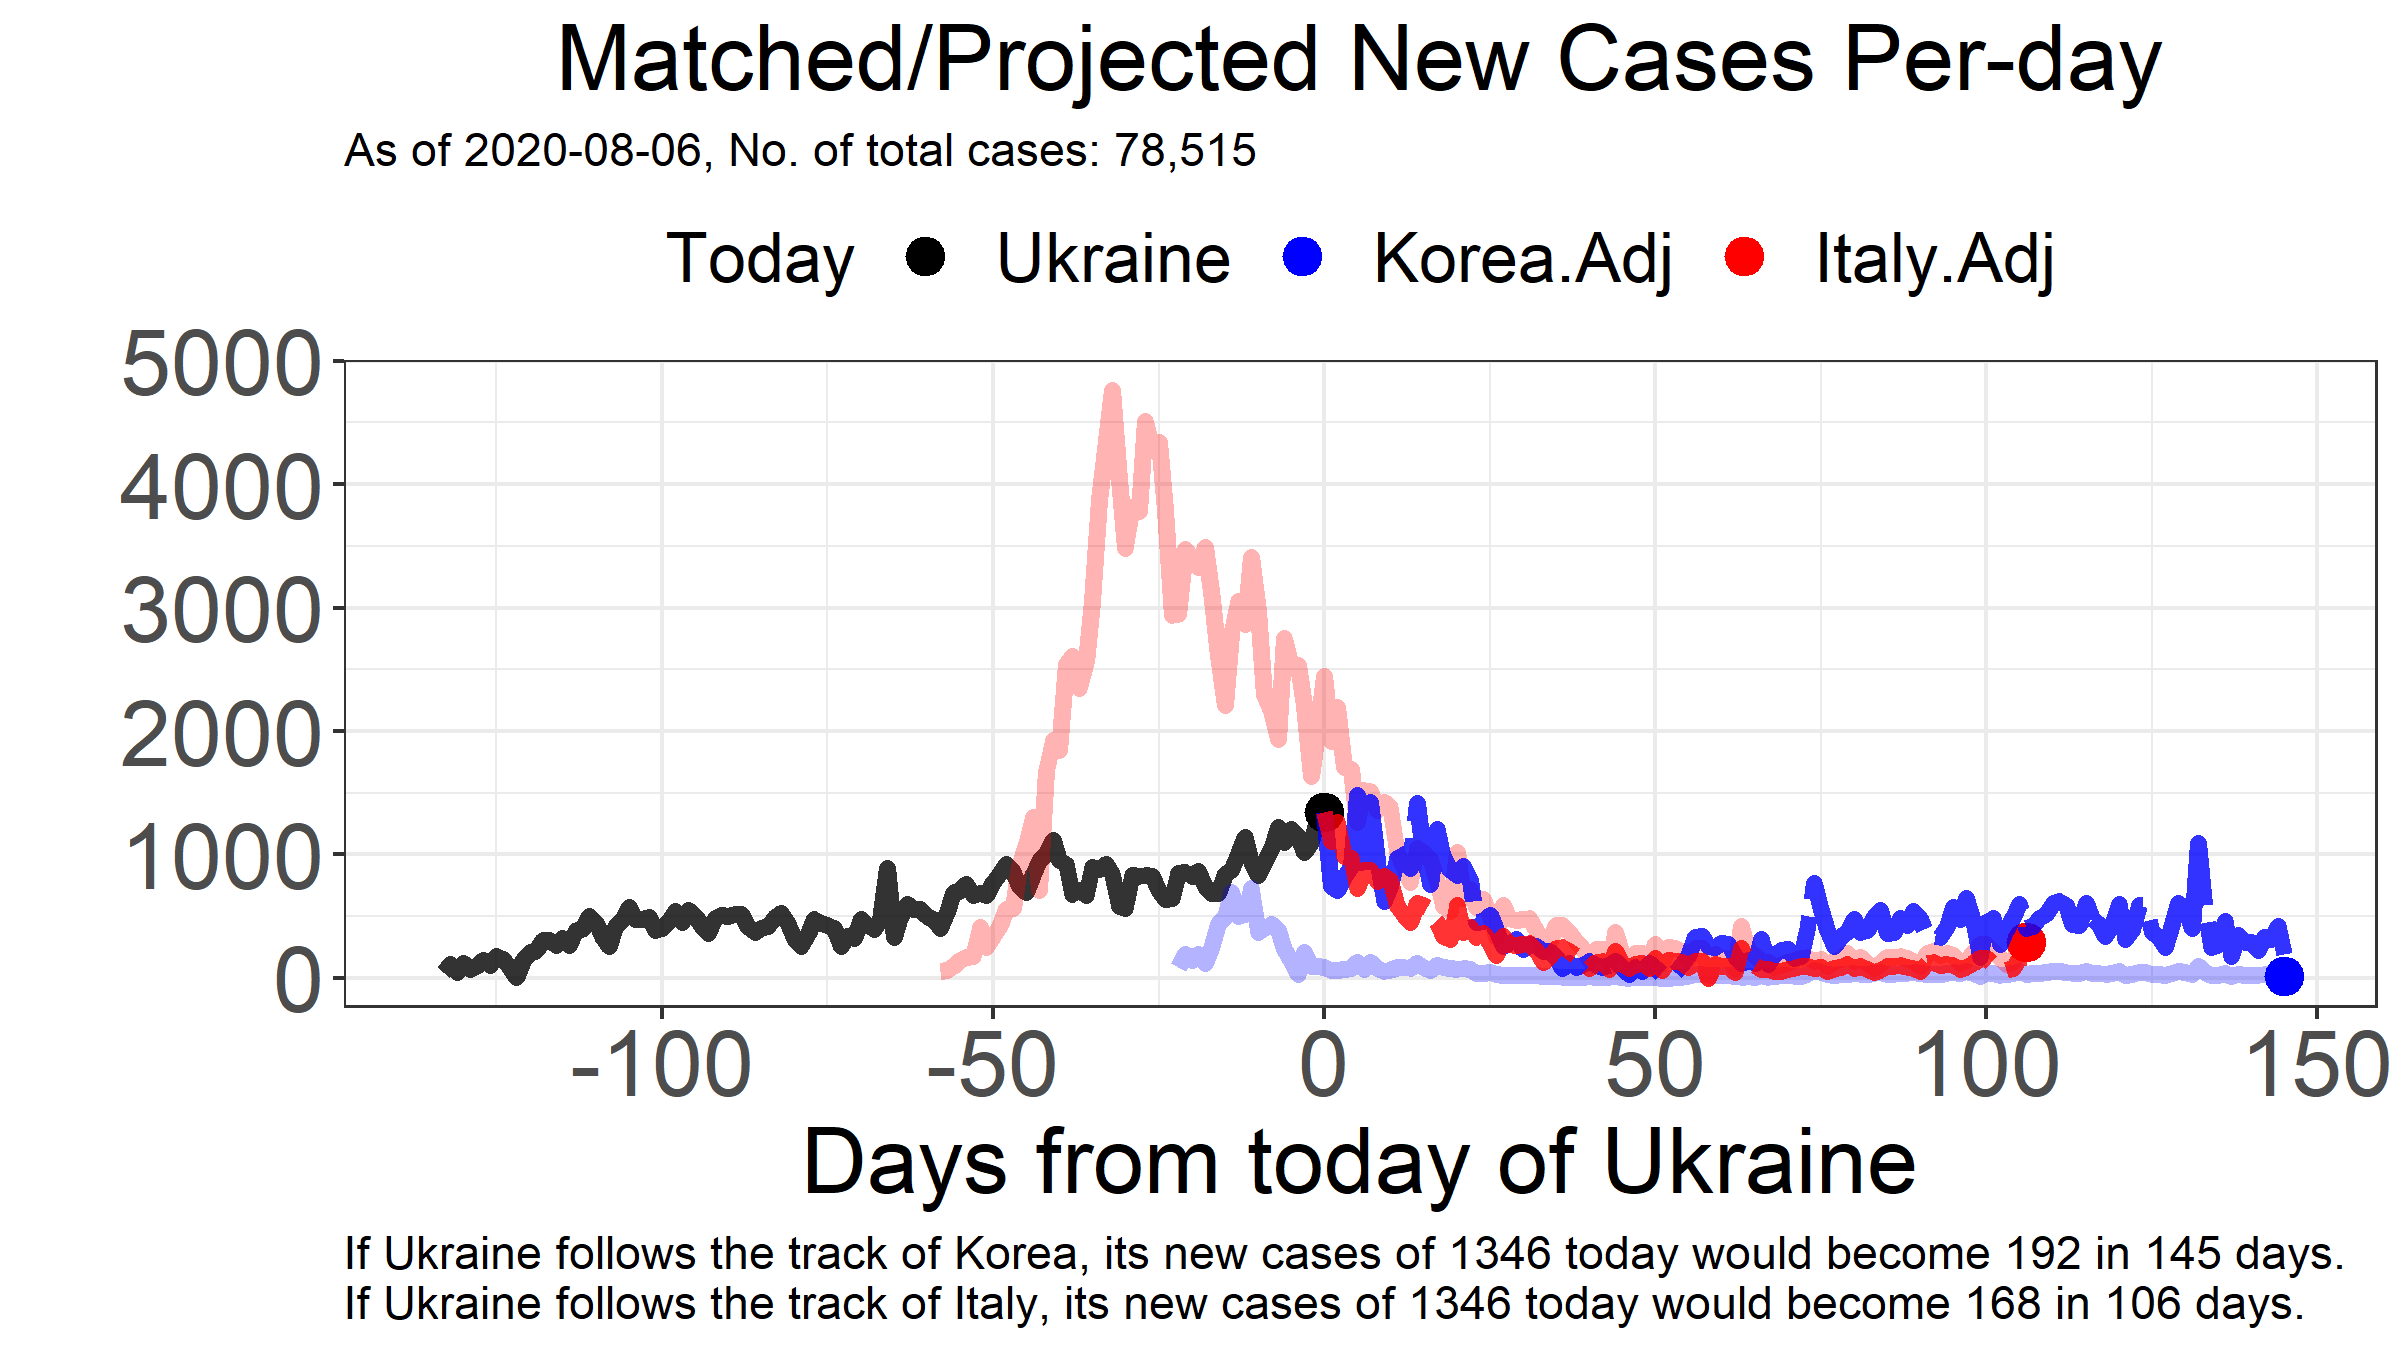 Matched/Projected New Cases Per-day
As of 2020-08-06, No. of total cases: 78,515
Today Ukraine Korea.Adj Italy.Adj
5000
4000
3000
2000
1000
0
-100 -50 0 50 100 150
Days from today of Ukraine
If Ukraine follows the track of Korea, its new cases of 1346 today would become 192 in 145 days.
If Ukraine follows the track of Italy, its new cases of 1346 today would become 168 in 106 days.